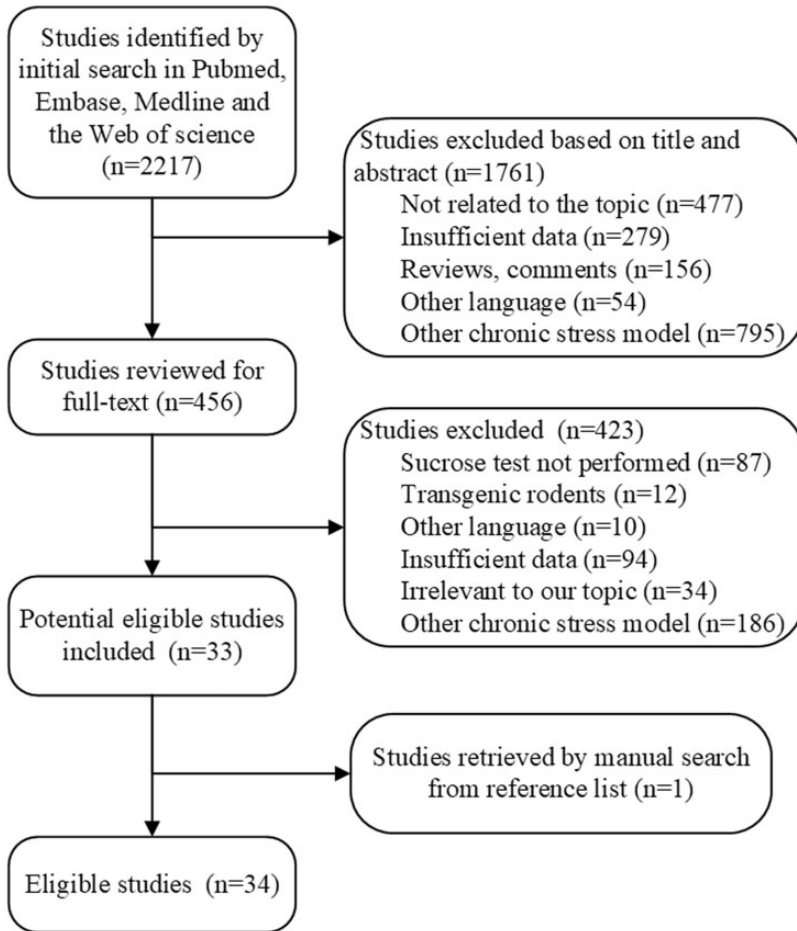 Studies identified by
initial search in Pubmed,
Embase, Medline and
the Web of science
(n=2217)
Studies excluded based on title and
abstract (n=1761)
Not related to the topic (n=477)
Insufficient data (n=279)
Reviews, comments (n=156)
Other language (n=54)
Other chronic stress model (n=795)
Studies reviewed for
full-text (n=456)
Studies excluded (n=423)
Sucrose test not performed (n=87)
Transgenic rodents (n=12)
Other language (n=10)
Insufficient data (n=94)
Irrelevant to our topic (n=34)
Other chronic stress model (n=186)
Potential eligible studies
included (n=33)
Studies retrieved by manual search
from reference list (n=1)
Eligible studies (n=34)